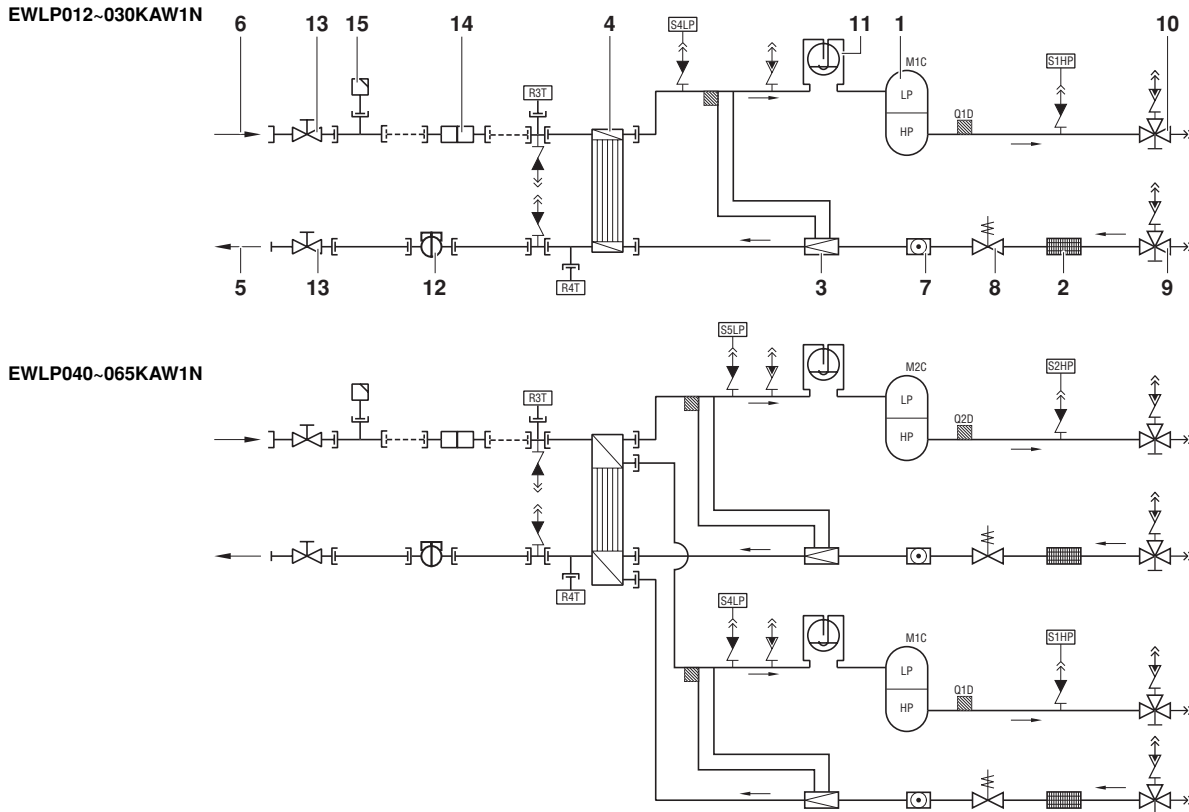 EWLP012~030KAW1N
6 13 15 14 4 S4LP 11 1 10
M1C
S1HP
R3T
LP
Q1D
HP
R4T
5 13 12 3 7 8 2 9
EWLP040~065KAW1N
S5LP
M2C
S2HP
R3T
LP
Q2D
HP
R4T
S4LP
M1C
S1HP
LP
Q1D
HP